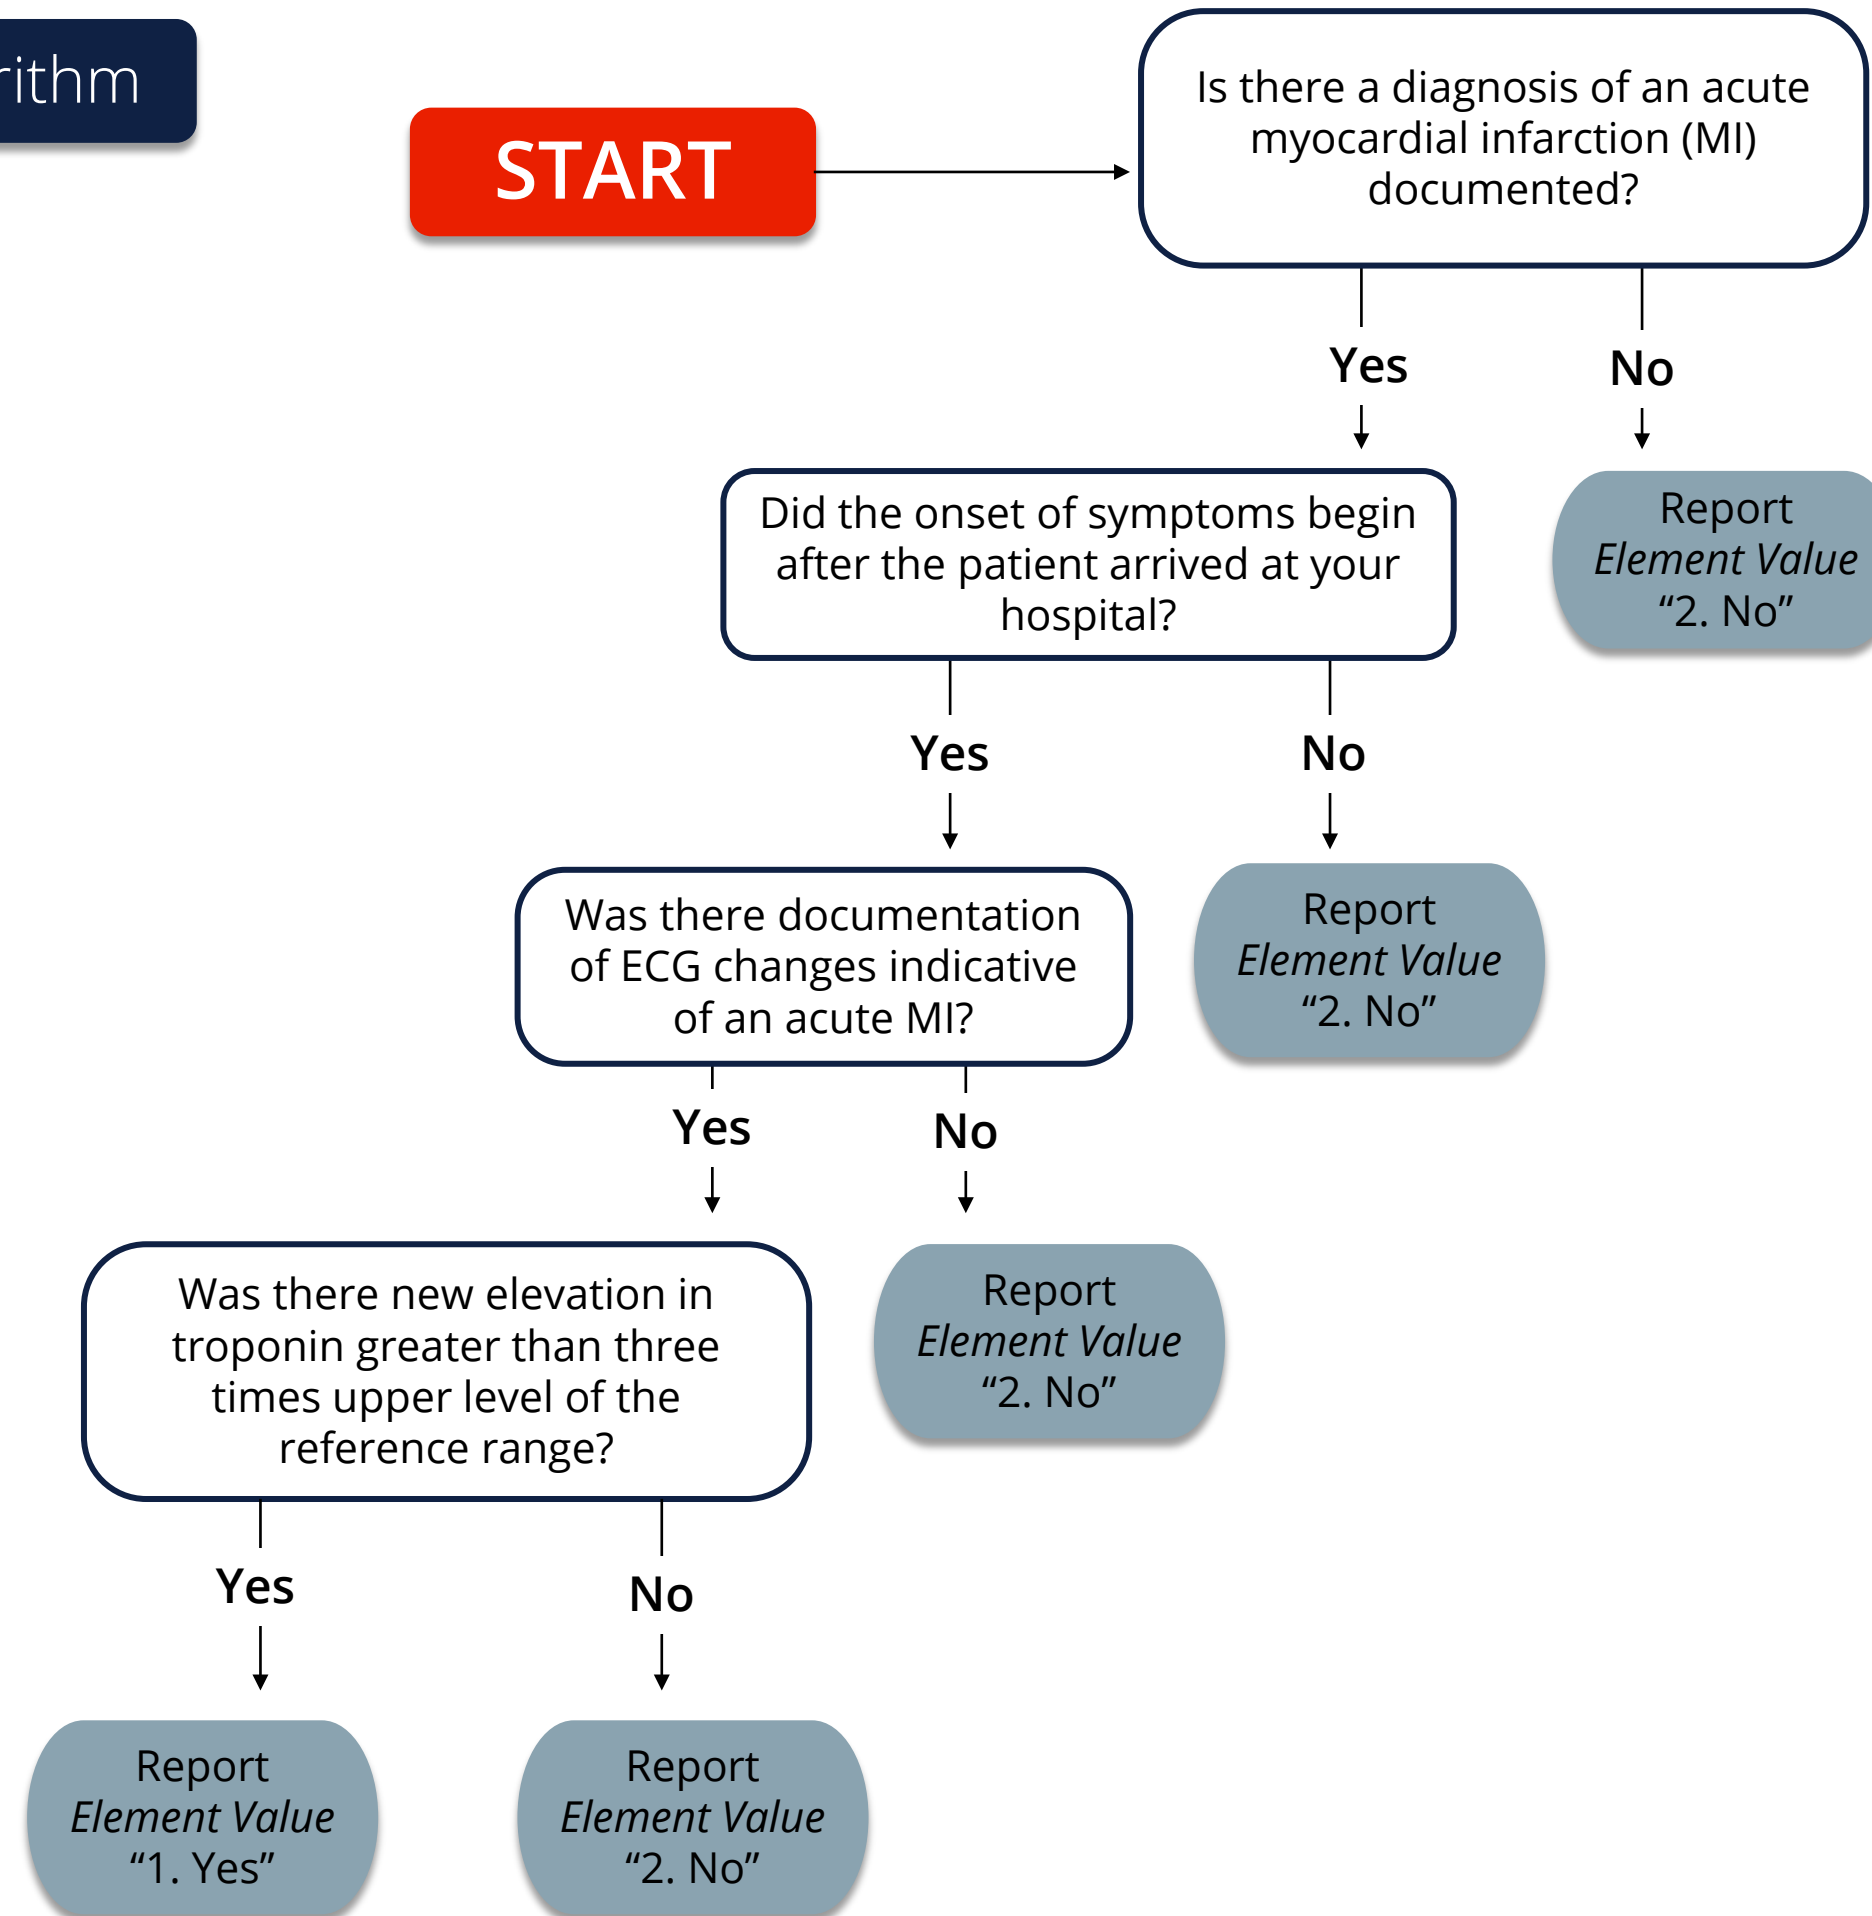 rithm
START
Is there a diagnosis of an acute
myocardial infarction (MI)
documented?
Yes
No
Did the onset of symptoms begin
after the patient arrived at your
hospital?
Report
Element Value
“2. No”
Yes
No
Was there documentation
of ECG changes indicative
of an acute MI?
Report
Element Value
“2. No”
Yes
No
Was there new elevation in
troponin greater than three
times upper level of the
reference range?
Report
Element Value
“2. No”
Yes
No
Report
Element Value
“1. Yes”
Report
Element Value
“2. No”